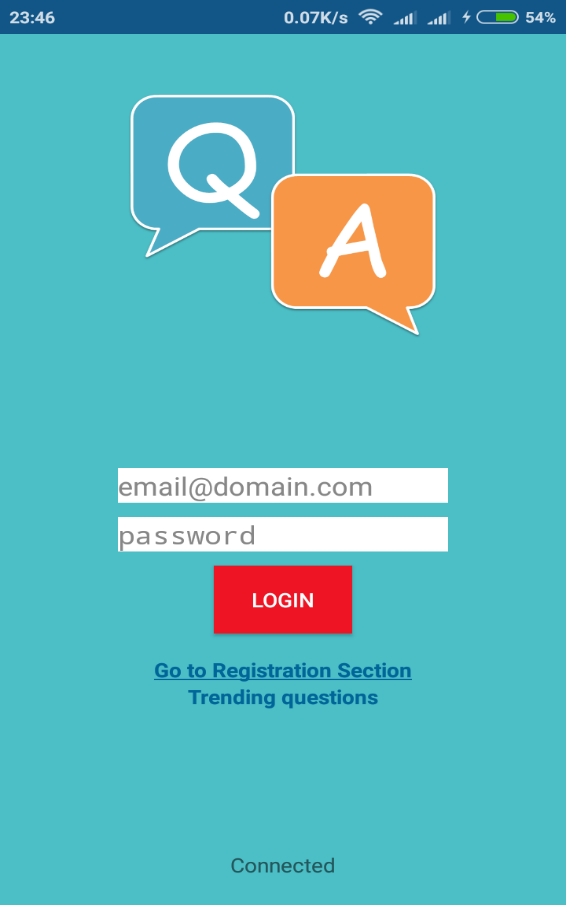 23:46 0.07K/s 54%
Q
A
email@domain.com
password
LOGIN
Go to Registration Section
Trending questions
Connected